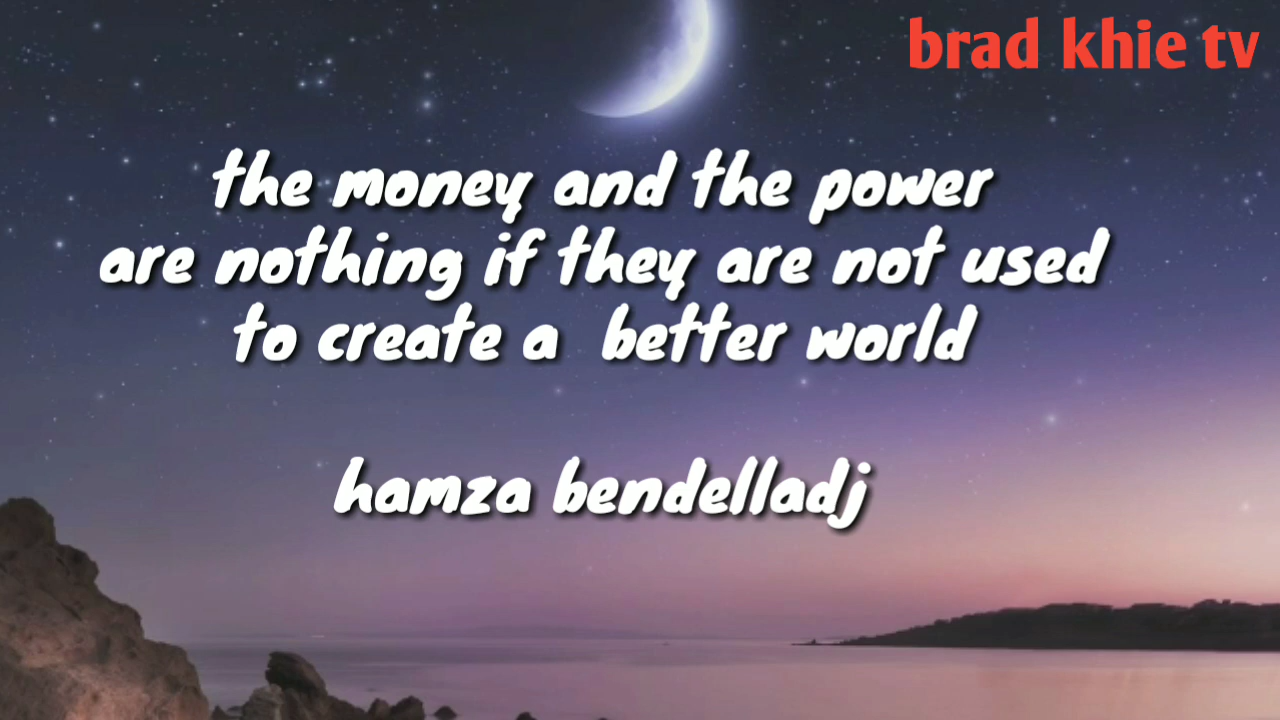 brad khie tv
the money and the power
are nothing if they are not used
to create a better world
hamza bendelladj